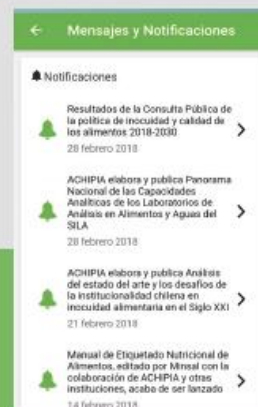 Mensajes y Notificaciones
Notificaciones
Resultados de la Consulta Pública de
la política de inocuidad y calidad de
los alimentos 2018-2030
28 febrero 2018
ACHIPIA elabora y publica Panorama
Nacional de las Capacidades
Analíticas de los Laboratorios de
Análisis en Alimentos y Aguas del
SILA
28 febrero 2018
ACHIPIA elabora y publica Análisis
del estado del arte y los desafíos de
la institucionalidad chilena en
inocuidad alimentaria en el Siglo XXI
21 febrero 2018
Manual de Etiquetado Nutricional de
Alimentos, editado por Minsal con la
colaboración de ACHIPIA y otras
instituciones, acaba de ser lanzado
14 febrero 2018